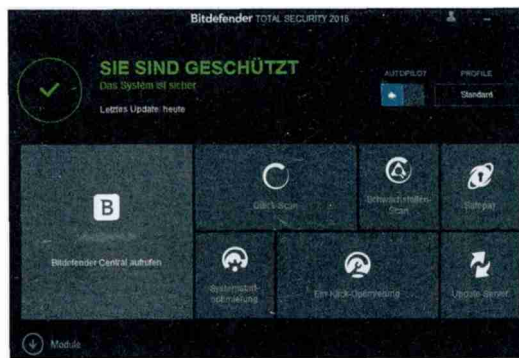 Bitdefender TOTAL SECURITY 2016
SIE SIND GESCHÜTZT
Das System ist sicher
Letztes Update: heute
AUTOPILOT
PROFILE
Standard
B
Bitdefender Central aufrufen
Quick-Scan
Schwachstellen-
Scan
Safepay
Systemstart-
optimierung
Ein-Klick-Optimierung
Update-Server
Module